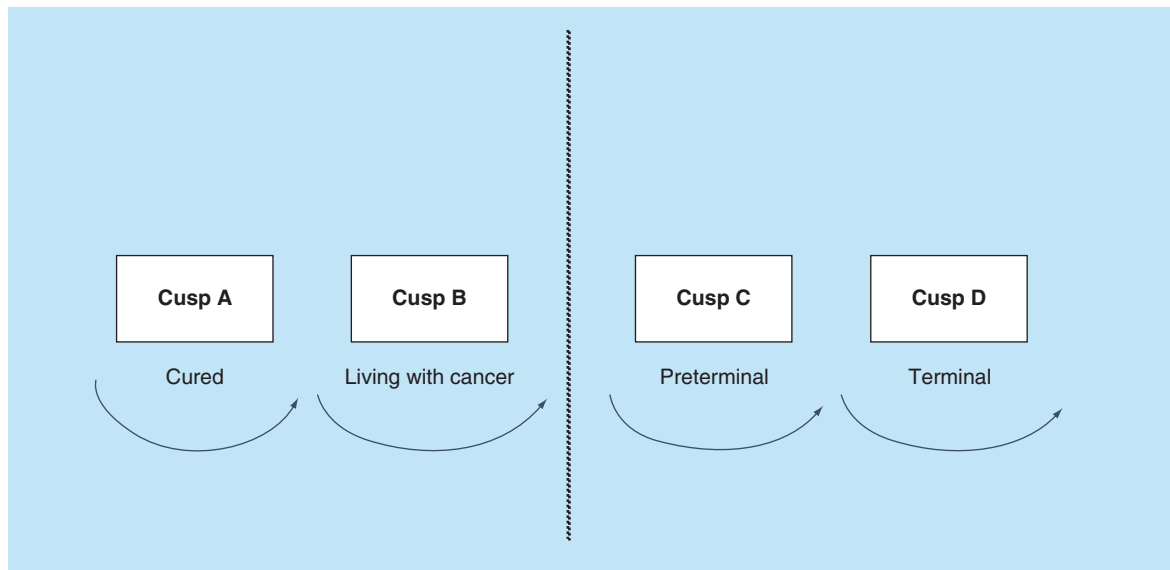 Cusp A
Cusp B
Cusp C
Cusp D
Cured
Living with cancer
Preterminal
Terminal